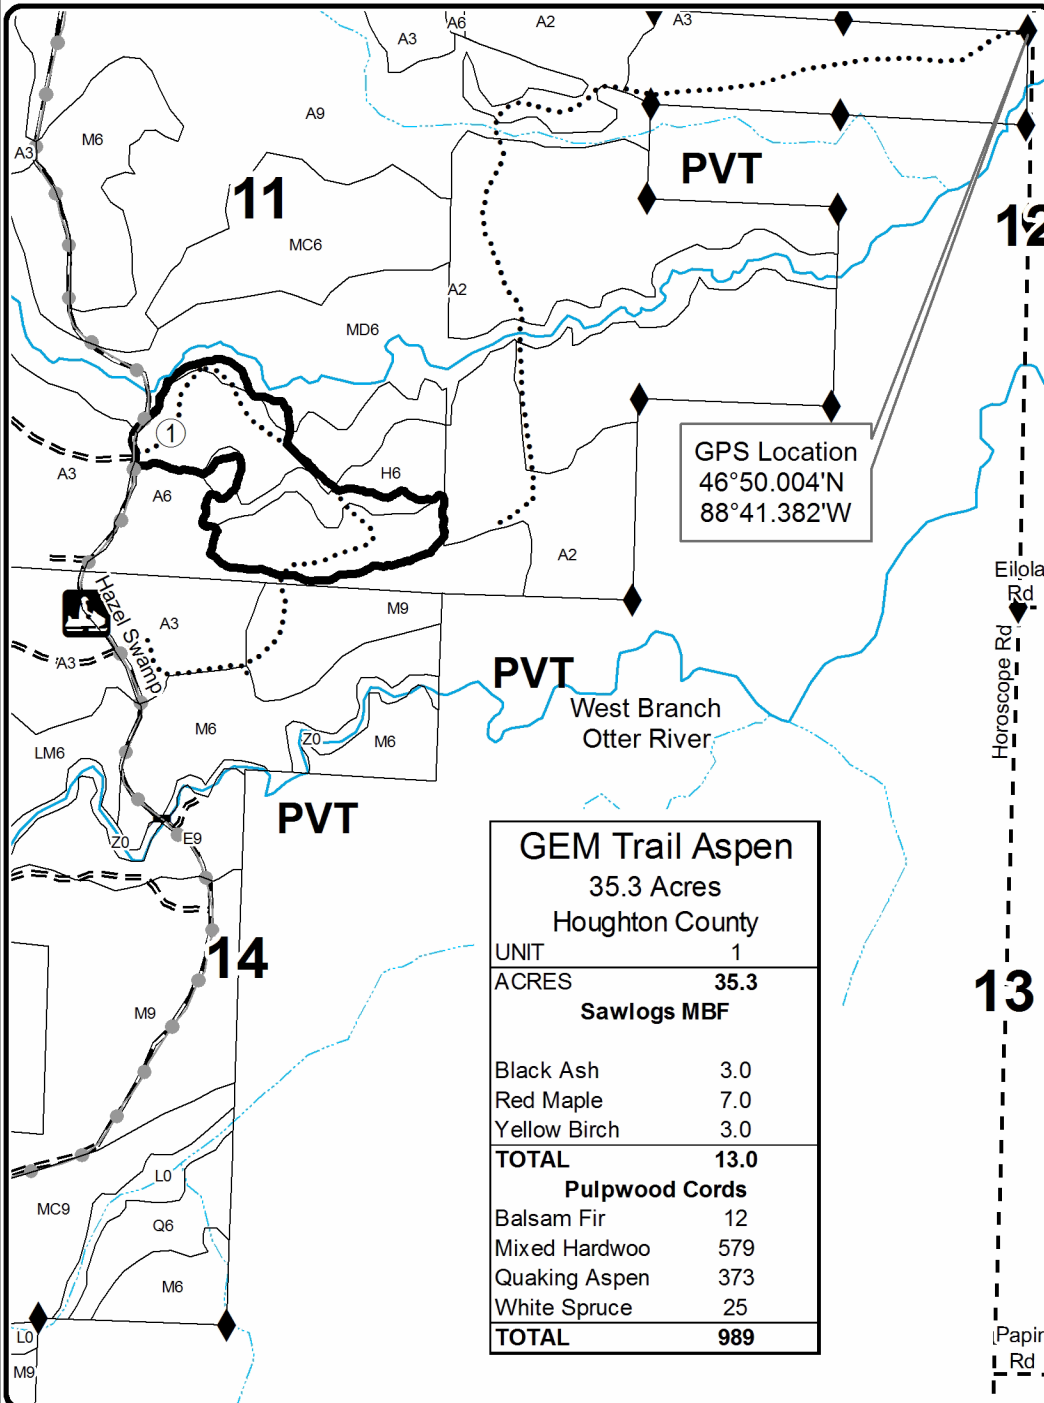 A6
A2
A3
A3
A9
M6
A3
11
PVT
12
MC6
A2
MD6
1
GPS Location
46°50.004'N
88°41.382'W
A3
H6
A6
A2
Eilola
Rd
Hazel Swamp
A3
M9
A3
Horoscope Rd
PVT
West Branch
Otter River
M6
Z0
M6
LM6
PVT
Z0
E9
GEM Trail Aspen
35.3 Acres
Houghton County
UNIT 1
ACRES 35.3
Sawlogs MBF
Black Ash 3.0
Red Maple 7.0
Yellow Birch 3.0
TOTAL 13.0
Pulpwood Cords
Balsam Fir 12
Mixed Hardwoo 579
Quaking Aspen 373
White Spruce 25
TOTAL 989
14
13
M9
L0
MC9
Q6
M6
L0
M9
Papin
Rd